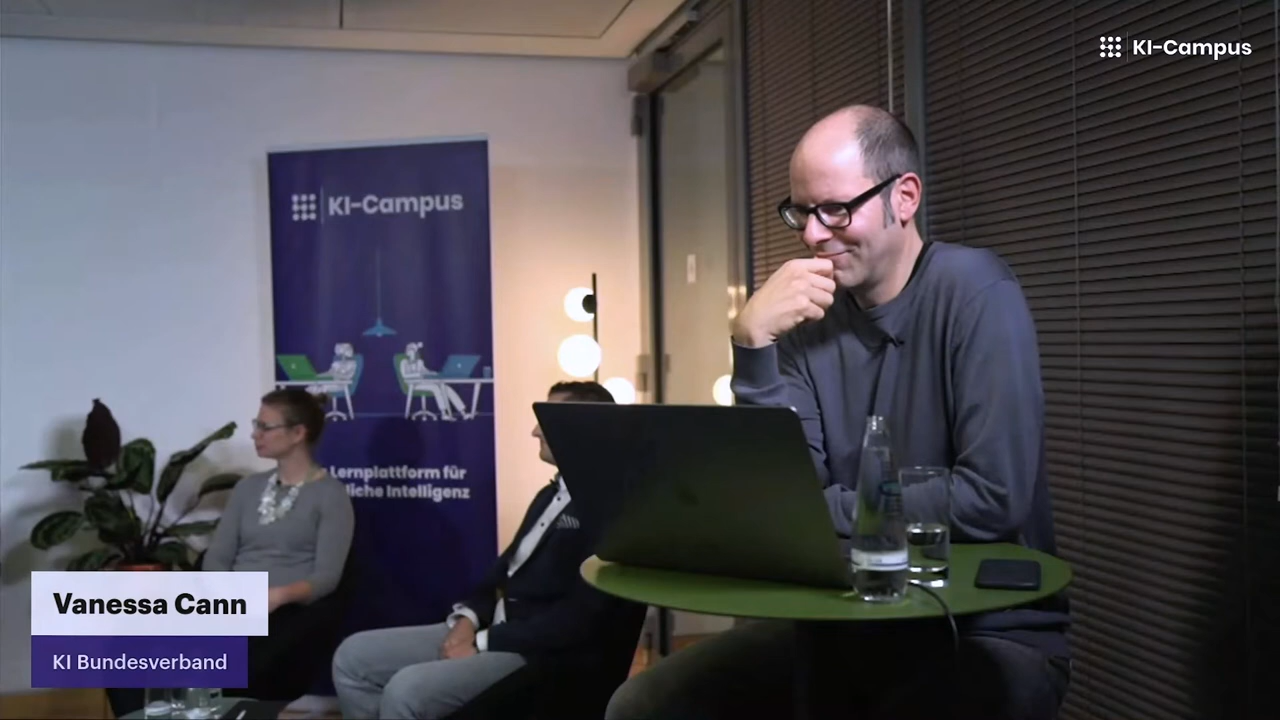 KI-Campus
KI-Campus
Lernplattform für
liche Intelligenz
Vanessa Cann
KI Bundesverband